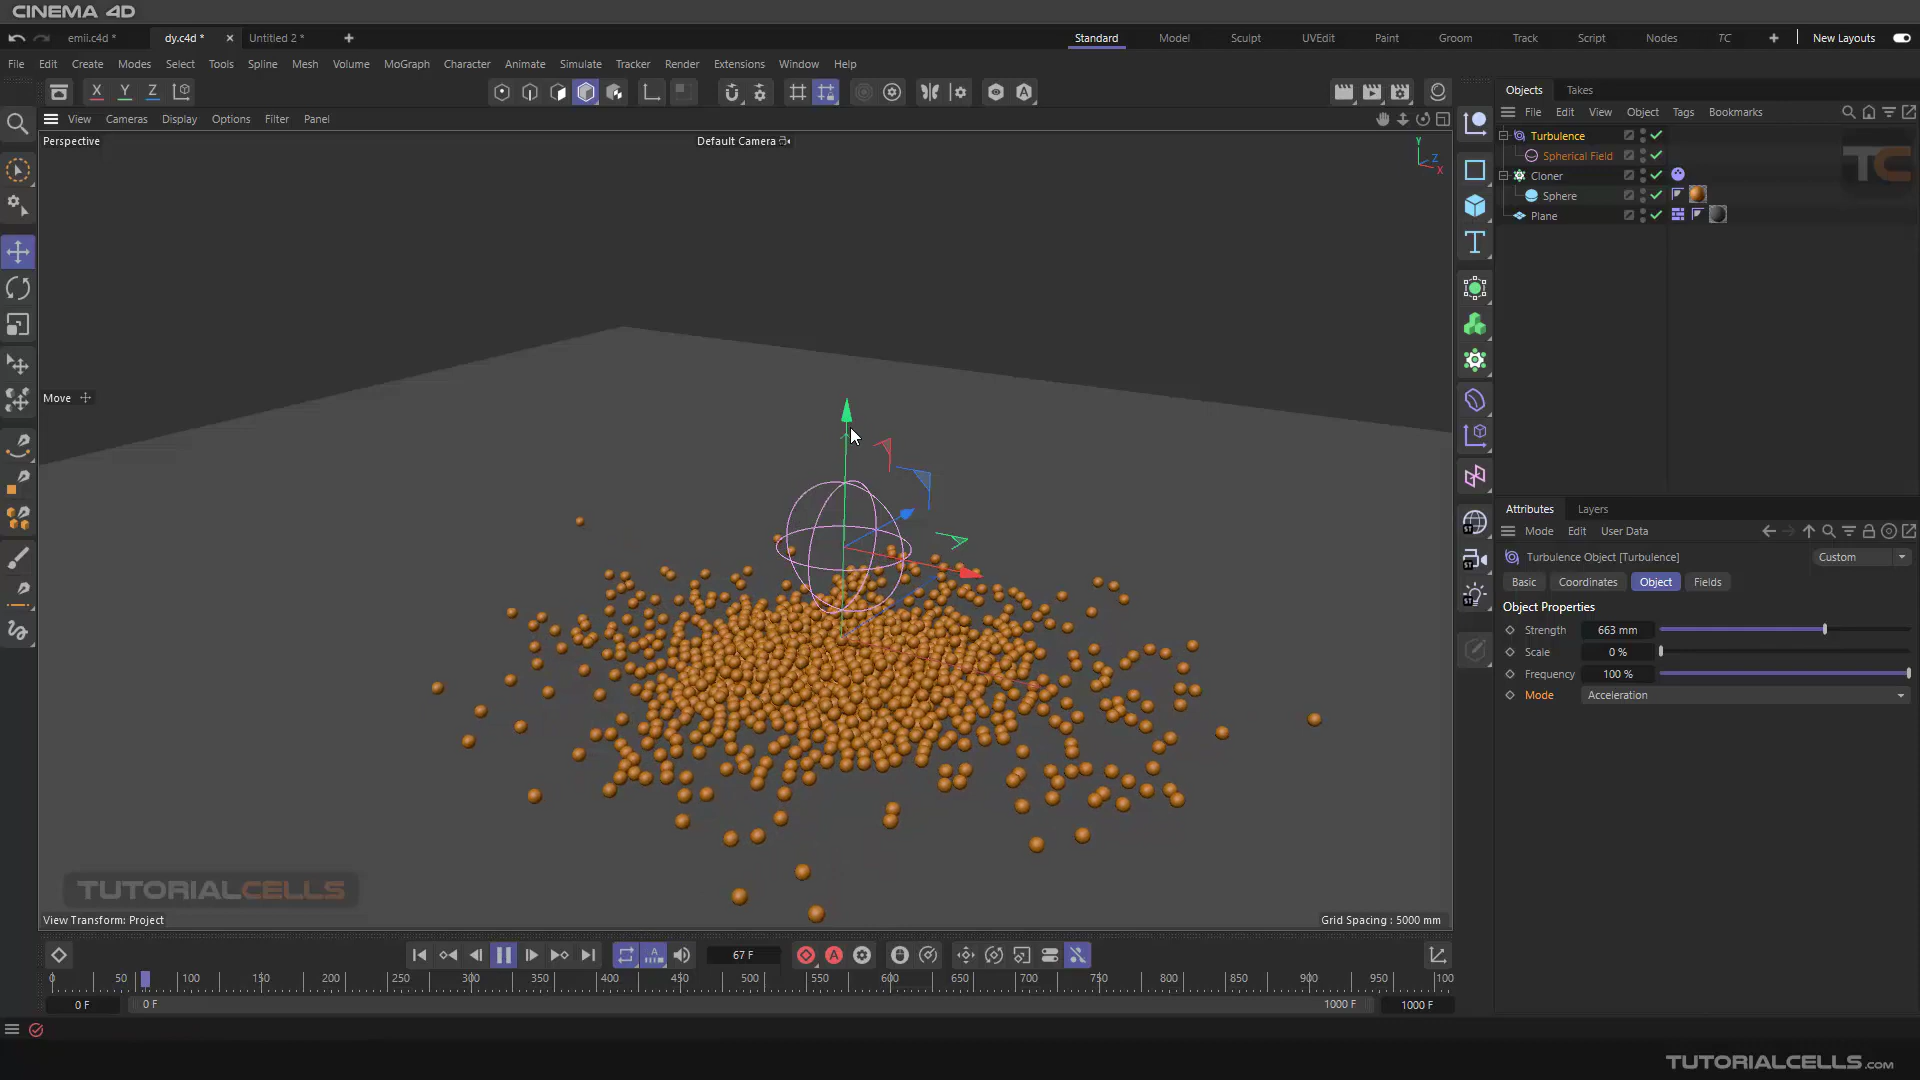 CINEMA 4D
emii.c4d * dy.c4d * Untitled 2 *
Standard Model Sculpt UVEdit Paint Groom Track Script Nodes TC New Layouts
File Edit Create Modes Select Tools Spline Mesh Volume MoGraph Character Animate Simulate Tracker Render Extensions Window Help
X Y Z
Objects Takes
File Edit View Object Tags Bookmarks
View Cameras Display Options Filter Panel
Perspective
Default Camera
Y
Z
X
Turbulence
Spherical Field
Cloner
Sphere
Plane
TC
Move
Attributes Layers
Mode Edit User Data
Turbulence Object [Turbulence]
Custom
Basic Coordinates Object Fields
Object Properties
Strength 663 mm
Scale 0 %
Frequency 100 %
Mode Acceleration
ST
ST
ST
TUTORIALCELLS
View Transform: Project
Grid Spacing : 5000 mm
67 F
0 50 100 150 200 250 300 350 400 450 500 550 600 650 700 750 800 850 900 950 100
0 F 0 F 1000 F 1000 F
TUTORIALCELLS.COM